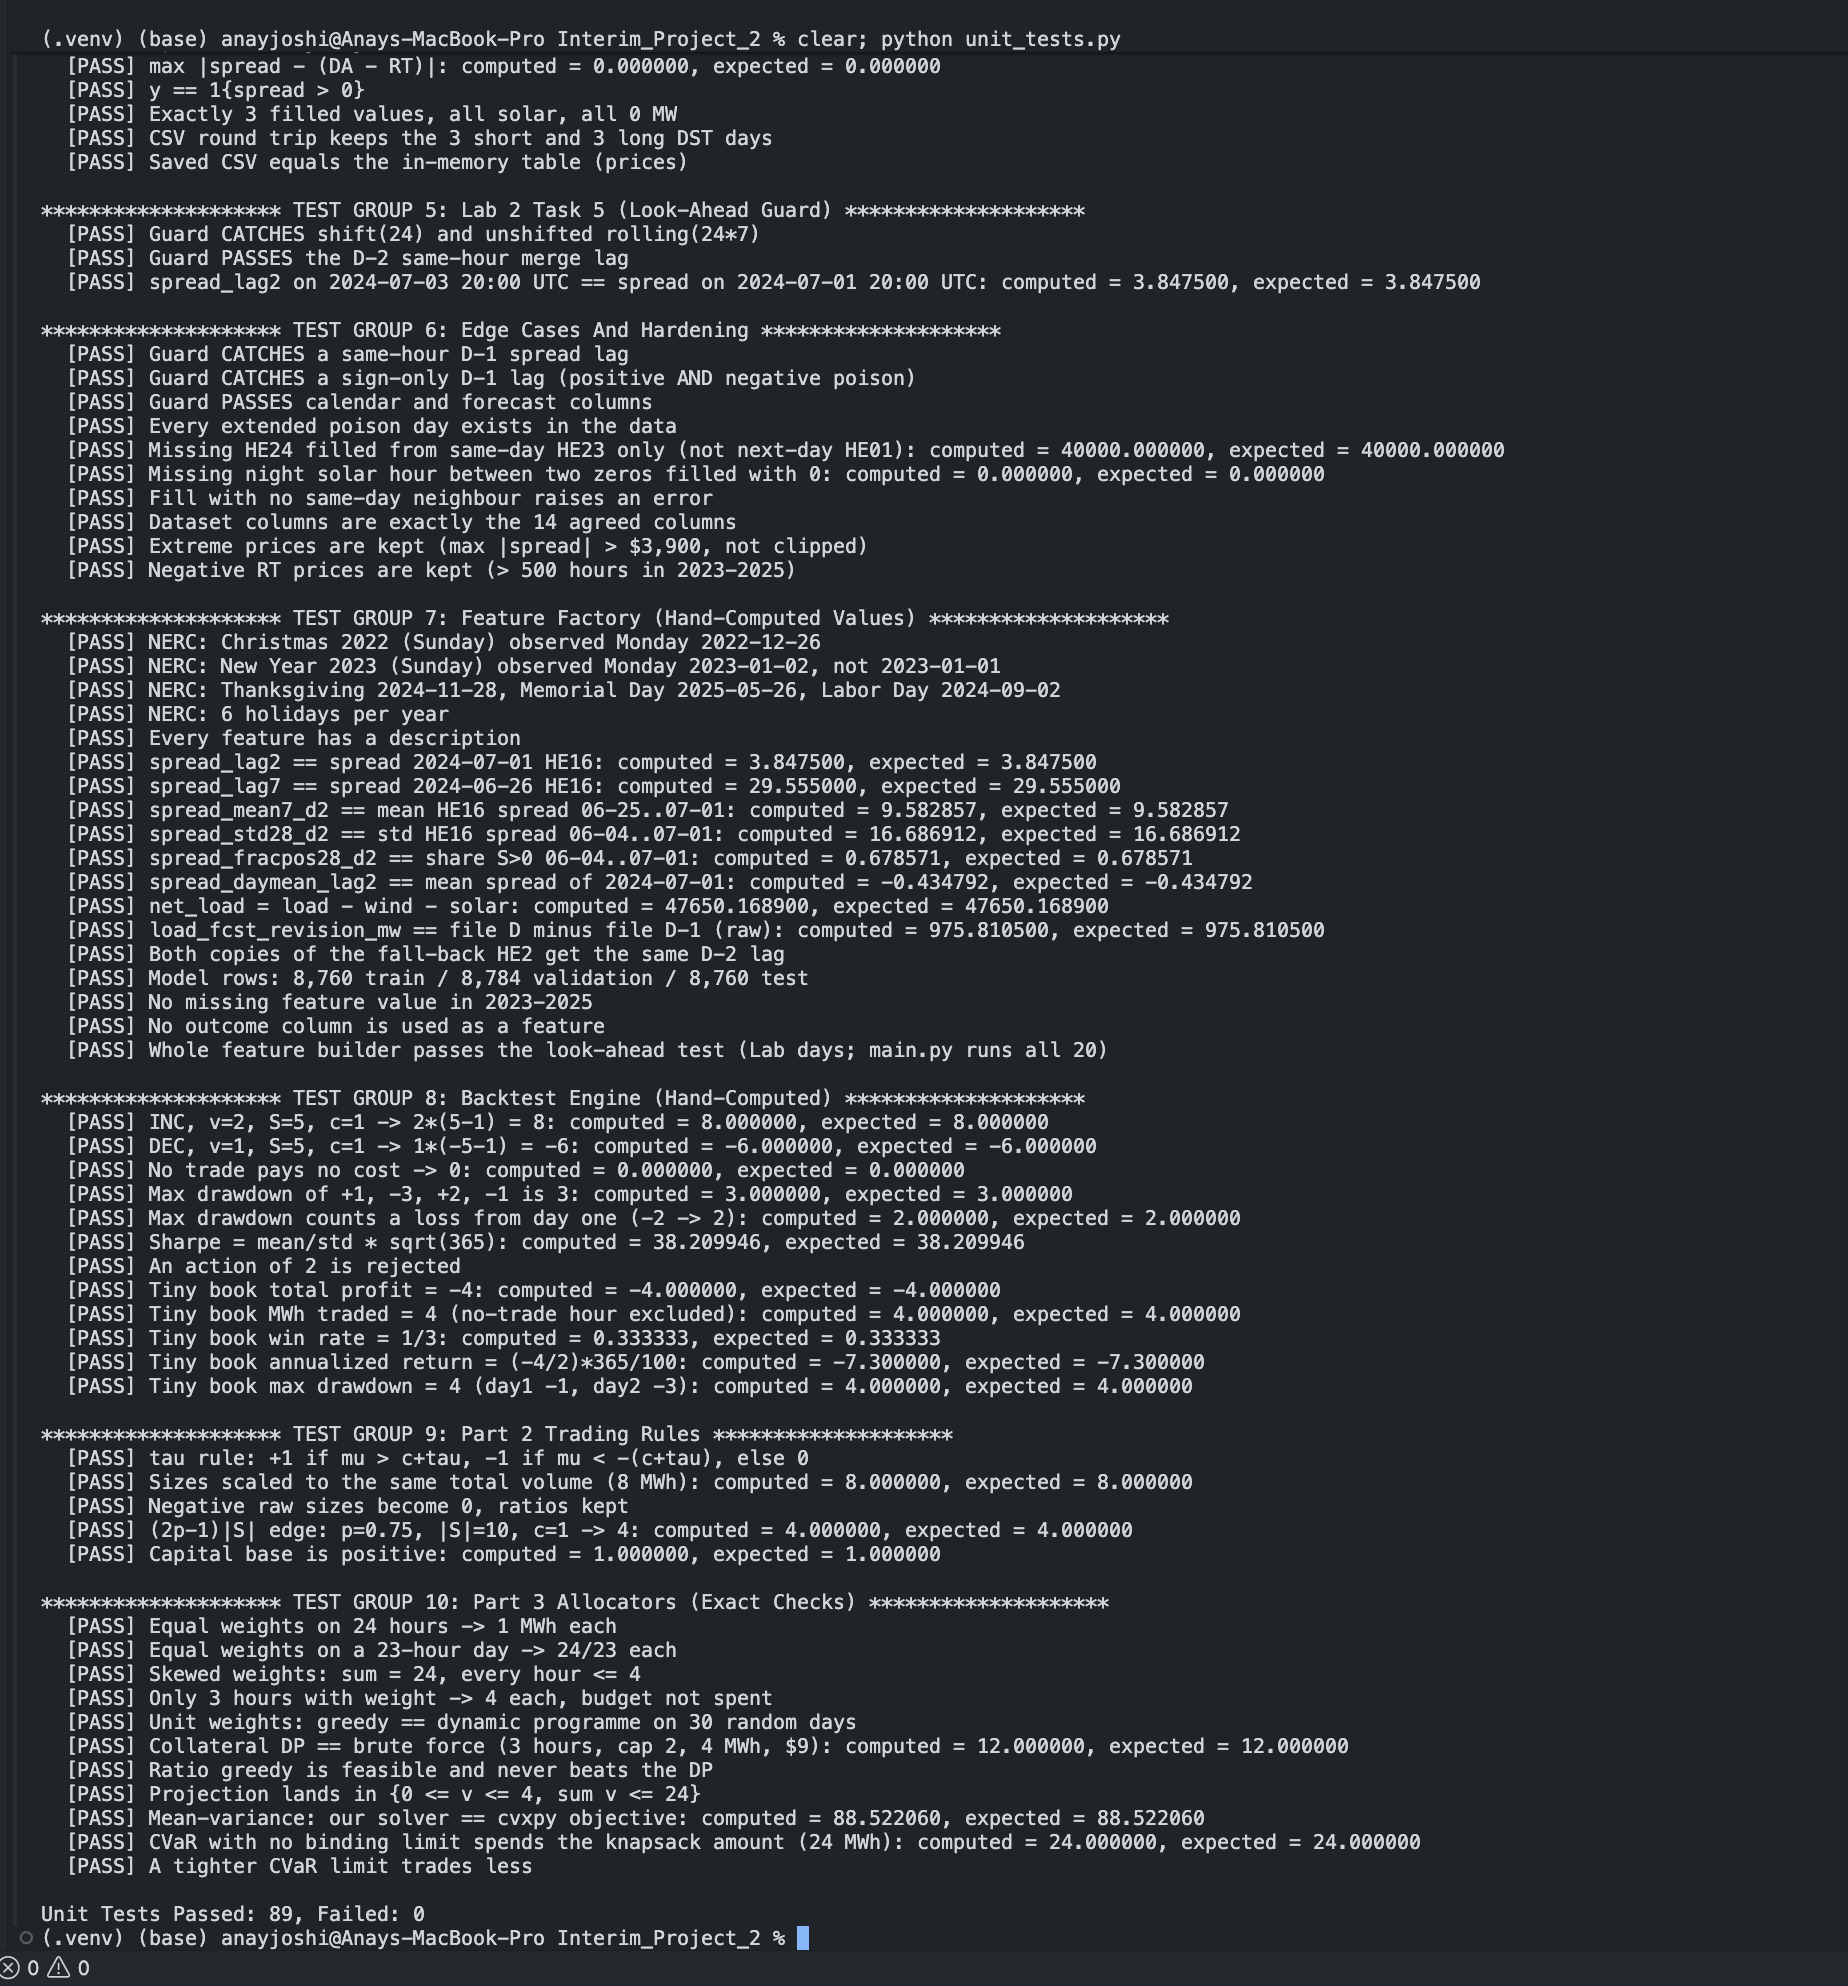 (.venv) (base) anayjoshi@Anays-MacBook-Pro Interim_Project_2 % clear; python unit_tests.py
[PASS] max |spread - (DA - RT)|: computed = 0.000000, expected = 0.000000
[PASS] y == 1{spread > 0}
[PASS] Exactly 3 filled values, all solar, all 0 MW
[PASS] CSV round trip keeps the 3 short and 3 long DST days
[PASS] Saved CSV equals the in-memory table (prices)
******************** TEST GROUP 5: Lab 2 Task 5 (Look-Ahead Guard) ********************
[PASS] Guard CATCHES shift(24) and unshifted rolling(24*7)
[PASS] Guard PASSES the D-2 same-hour merge lag
[PASS] spread_lag2 on 2024-07-03 20:00 UTC == spread on 2024-07-01 20:00 UTC: computed = 3.847500, expected = 3.847500
******************** TEST GROUP 6: Edge Cases And Hardening ********************
[PASS] Guard CATCHES a same-hour D-1 spread lag
[PASS] Guard CATCHES a sign-only D-1 lag (positive AND negative poison)
[PASS] Guard PASSES calendar and forecast columns
[PASS] Every extended poison day exists in the data
[PASS] Missing HE24 filled from same-day HE23 only (not next-day HE01): computed = 40000.000000, expected = 40000.000000
[PASS] Missing night solar hour between two zeros filled with 0: computed = 0.000000, expected = 0.000000
[PASS] Fill with no same-day neighbour raises an error
[PASS] Dataset columns are exactly the 14 agreed columns
[PASS] Extreme prices are kept (max |spread| > $3,900, not clipped)
[PASS] Negative RT prices are kept (> 500 hours in 2023-2025)
******************** TEST GROUP 7: Feature Factory (Hand-Computed Values) ********************
[PASS] NERC: Christmas 2022 (Sunday) observed Monday 2022-12-26
[PASS] NERC: New Year 2023 (Sunday) observed Monday 2023-01-02, not 2023-01-01
[PASS] NERC: Thanksgiving 2024-11-28, Memorial Day 2025-05-26, Labor Day 2024-09-02
[PASS] NERC: 6 holidays per year
[PASS] Every feature has a description
[PASS] spread_lag2 == spread 2024-07-01 HE16: computed = 3.847500, expected = 3.847500
[PASS] spread_lag7 == spread 2024-06-26 HE16: computed = 29.555000, expected = 29.555000
[PASS] spread_mean7_d2 == mean HE16 spread 06-25..07-01: computed = 9.582857, expected = 9.582857
[PASS] spread_std28_d2 == std HE16 spread 06-04..07-01: computed = 16.686912, expected = 16.686912
[PASS] spread_fracpos28_d2 == share S>0 06-04..07-01: computed = 0.678571, expected = 0.678571
[PASS] spread_daymean_lag2 == mean spread of 2024-07-01: computed = -0.434792, expected = -0.434792
[PASS] net_load = load - wind - solar: computed = 47650.168900, expected = 47650.168900
[PASS] load_fcst_revision_mw == file D minus file D-1 (raw): computed = 975.810500, expected = 975.810500
[PASS] Both copies of the fall-back HE2 get the same D-2 lag
[PASS] Model rows: 8,760 train / 8,784 validation / 8,760 test
[PASS] No missing feature value in 2023-2025
[PASS] No outcome column is used as a feature
[PASS] Whole feature builder passes the look-ahead test (Lab days; main.py runs all 20)
******************** TEST GROUP 8: Backtest Engine (Hand-Computed) ********************
[PASS] INC, v=2, S=5, c=1 -> 2*(5-1) = 8: computed = 8.000000, expected = 8.000000
[PASS] DEC, v=1, S=5, c=1 -> 1*(-5-1) = -6: computed = -6.000000, expected = -6.000000
[PASS] No trade pays no cost -> 0: computed = 0.000000, expected = 0.000000
[PASS] Max drawdown of +1, -3, +2, -1 is 3: computed = 3.000000, expected = 3.000000
[PASS] Max drawdown counts a loss from day one (-2 -> 2): computed = 2.000000, expected = 2.000000
[PASS] Sharpe = mean/std * sqrt(365): computed = 38.209946, expected = 38.209946
[PASS] An action of 2 is rejected
[PASS] Tiny book total profit = -4: computed = -4.000000, expected = -4.000000
[PASS] Tiny book MWh traded = 4 (no-trade hour excluded): computed = 4.000000, expected = 4.000000
[PASS] Tiny book win rate = 1/3: computed = 0.333333, expected = 0.333333
[PASS] Tiny book annualized return = (-4/2)*365/100: computed = -7.300000, expected = -7.300000
[PASS] Tiny book max drawdown = 4 (day1 -1, day2 -3): computed = 4.000000, expected = 4.000000
******************** TEST GROUP 9: Part 2 Trading Rules ********************
[PASS] tau rule: +1 if mu > c+tau, -1 if mu < -(c+tau), else 0
[PASS] Sizes scaled to the same total volume (8 MWh): computed = 8.000000, expected = 8.000000
[PASS] Negative raw sizes become 0, ratios kept
[PASS] (2p-1)|S| edge: p=0.75, |S|=10, c=1 -> 4: computed = 4.000000, expected = 4.000000
[PASS] Capital base is positive: computed = 1.000000, expected = 1.000000
******************** TEST GROUP 10: Part 3 Allocators (Exact Checks) ********************
[PASS] Equal weights on 24 hours -> 1 MWh each
[PASS] Equal weights on a 23-hour day -> 24/23 each
[PASS] Skewed weights: sum = 24, every hour <= 4
[PASS] Only 3 hours with weight -> 4 each, budget not spent
[PASS] Unit weights: greedy == dynamic programme on 30 random days
[PASS] Collateral DP == brute force (3 hours, cap 2, 4 MWh, $9): computed = 12.000000, expected = 12.000000
[PASS] Ratio greedy is feasible and never beats the DP
[PASS] Projection lands in {0 <= v <= 4, sum v <= 24}
[PASS] Mean-variance: our solver == cvxpy objective: computed = 88.522060, expected = 88.522060
[PASS] CVaR with no binding limit spends the knapsack amount (24 MWh): computed = 24.000000, expected = 24.000000
[PASS] A tighter CVaR limit trades less
Unit Tests Passed: 89, Failed: 0
(.venv) (base) anayjoshi@Anays-MacBook-Pro Interim_Project_2 %
0 0